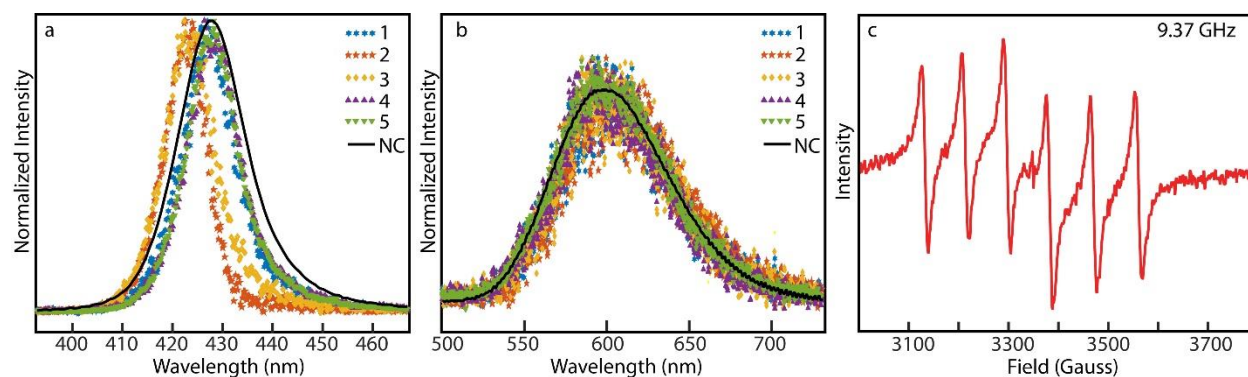 a
1
2
3
4
5
NC
Normalized Intensity
400 410 420 430 440 450 460
Wavelength (nm)
b
1
2
3
4
5
NC
Normalized Intensity
500 550 600 650 700
Wavelength (nm)
c
9.37 GHz
Intensity
3100 3300 3500 3700
Field (Gauss)